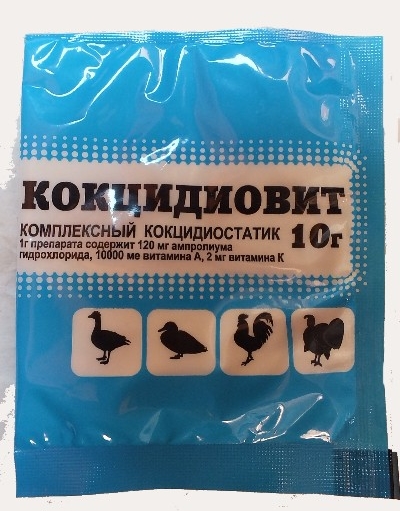 КОКЦИДИОВИТ
КОМПЛЕКСНЫЙ КОКЦИДИОСТАТИК 10г
1г препарата содержит 120 мг ампролиума
гидрохлорида, 10000 ме витамина А, 2 мг витамина К